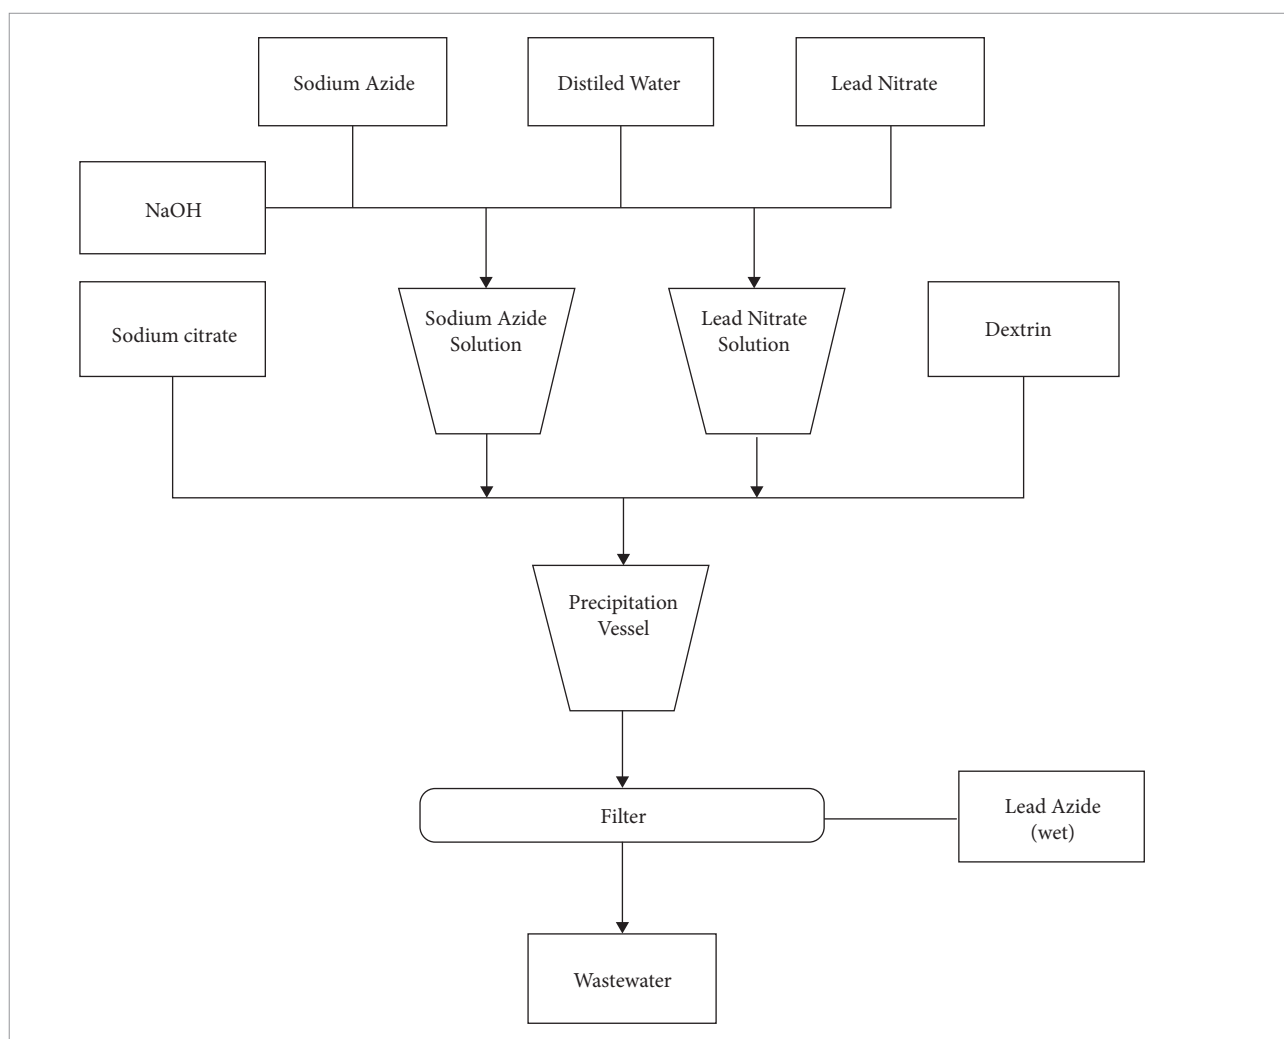 Sodium Azide
Distiled Water
Lead Nitrate
NaOH
Sodium citrate
Sodium Azide
Solution
Lead Nitrate
Solution
Dextrin
Precipitation
Vessel
Filter
Lead Azide
(wet)
Wastewater